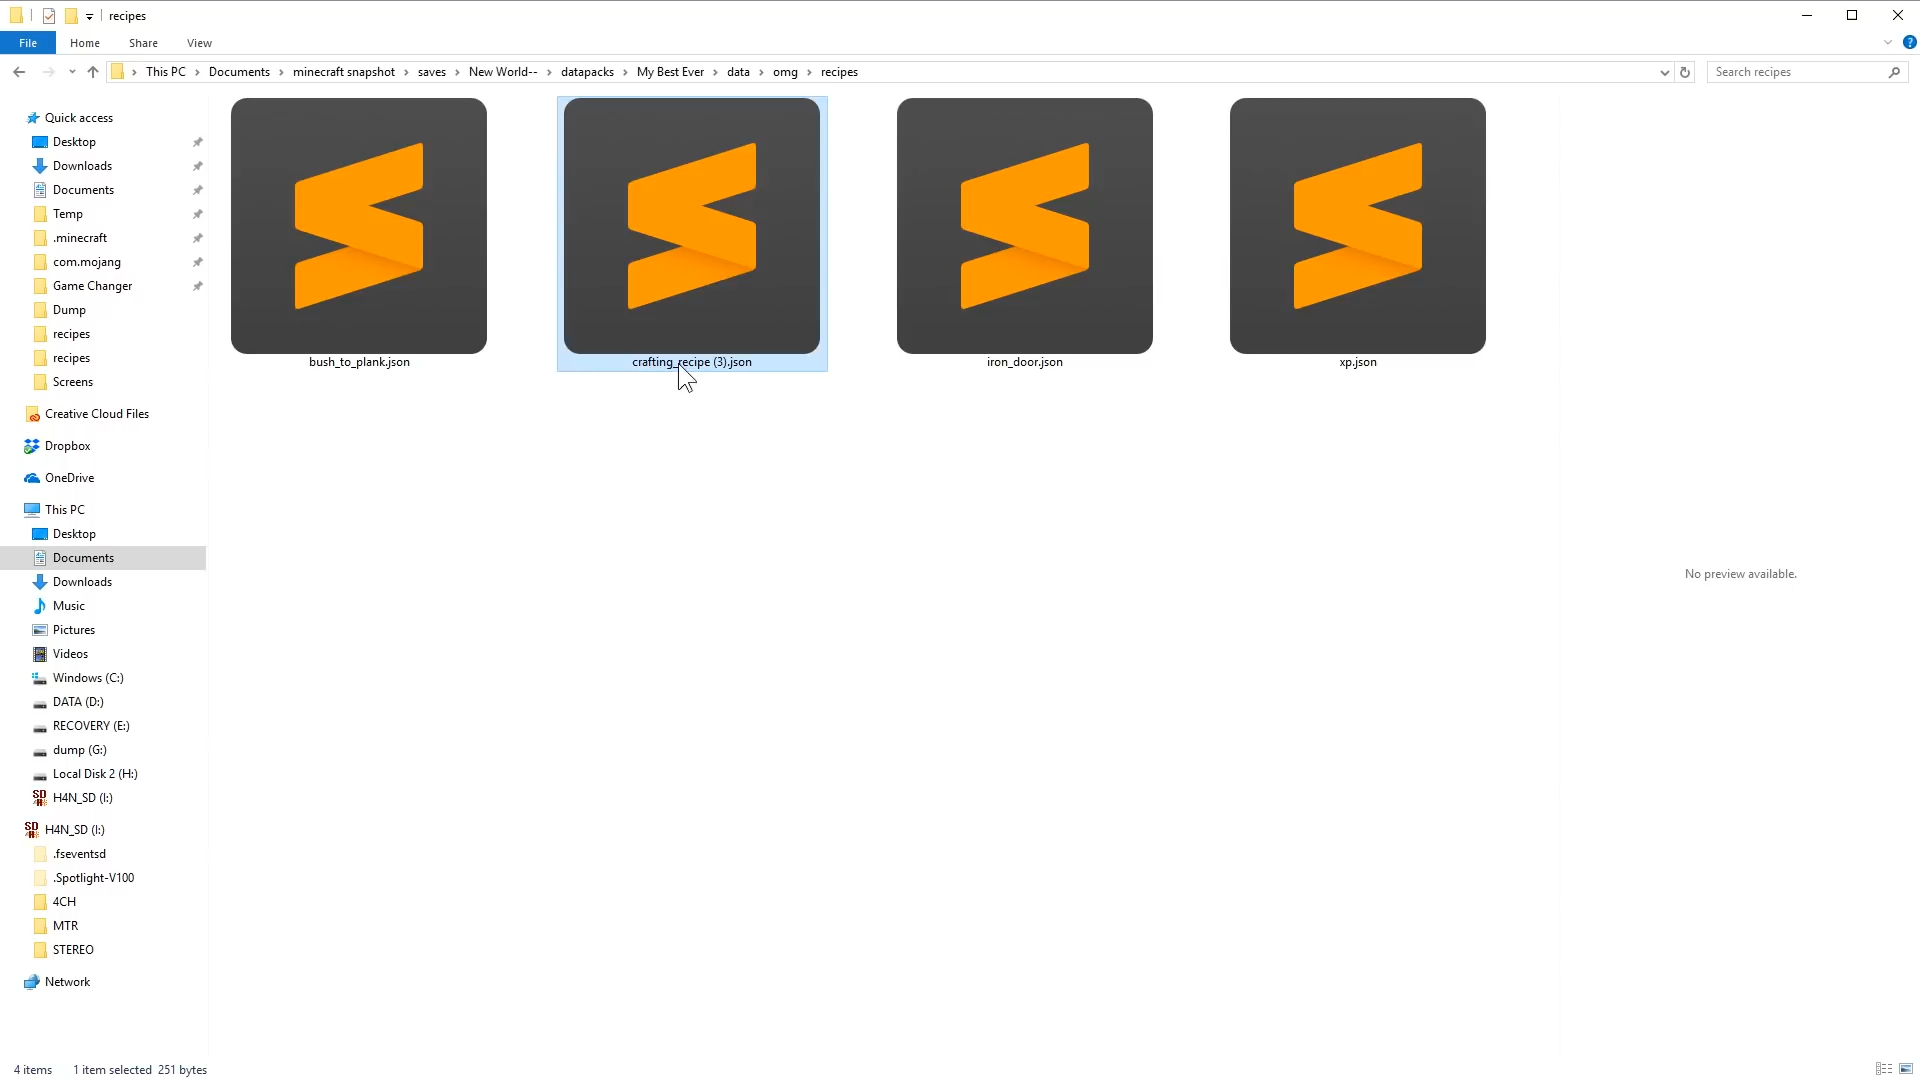 recipes
File Home Share View
This PC Documents minecraft snapshot saves New World-- datapacks My Best Ever data omg recipes
Search recipes
Quick access
Desktop
Downloads
Documents
Temp
.minecraft
com.mojang
Game Changer
Dump
recipes
recipes
Screens
Creative Cloud Files
Dropbox
OneDrive
This PC
Desktop
Documents
Downloads
Music
Pictures
Videos
Windows (C:)
DATA (D:)
RECOVERY (E:)
dump (G:)
Local Disk 2 (H:)
H4N_SD (I:)
H4N_SD (I:)
.fseventsd
.Spotlight-V100
4CH
MTR
STEREO
Network
bush_to_plank.json
crafting_recipe (3).json
iron_door.json
xp.json
No preview available.
4 items 1 item selected 251 bytes